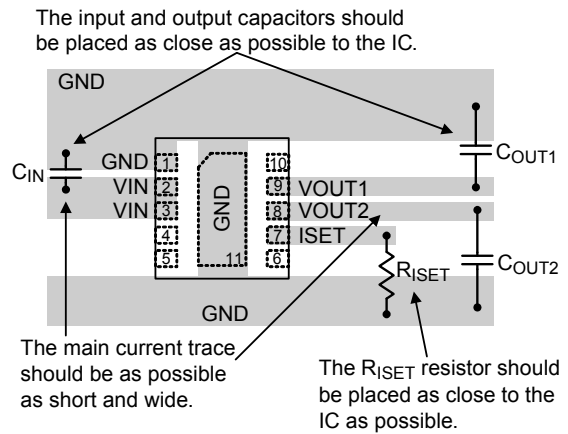 The input and output capacitors should
be placed as close as possible to the IC.
GND
CIN
COUT1
GND 1
10
VIN 2
9 VOUT1
VIN 3
8 VOUT2
GND
4
7 ISET
5
11
6
RISET
COUT2
GND
The main current trace
should be as possible
as short and wide.
The RISET resistor should
be placed as close to the
IC as possible.